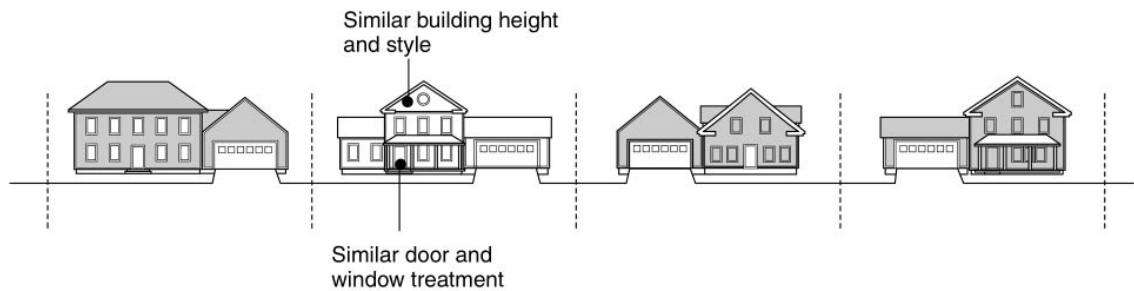 Similar building height
and style
Similar door and
window treatment